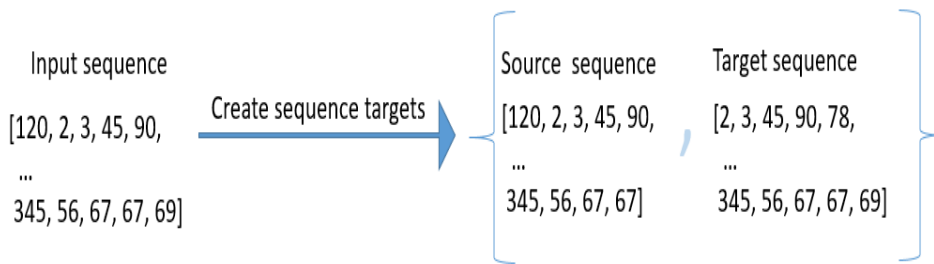 Input sequence
[120, 2, 3, 45, 90,
...
345, 56, 67, 67, 69]
Create sequence targets
Source sequence
[120, 2, 3, 45, 90,
...
345, 56, 67, 67]
,
Target sequence
[2, 3, 45, 90, 78,
...
345, 56, 67, 67, 69]